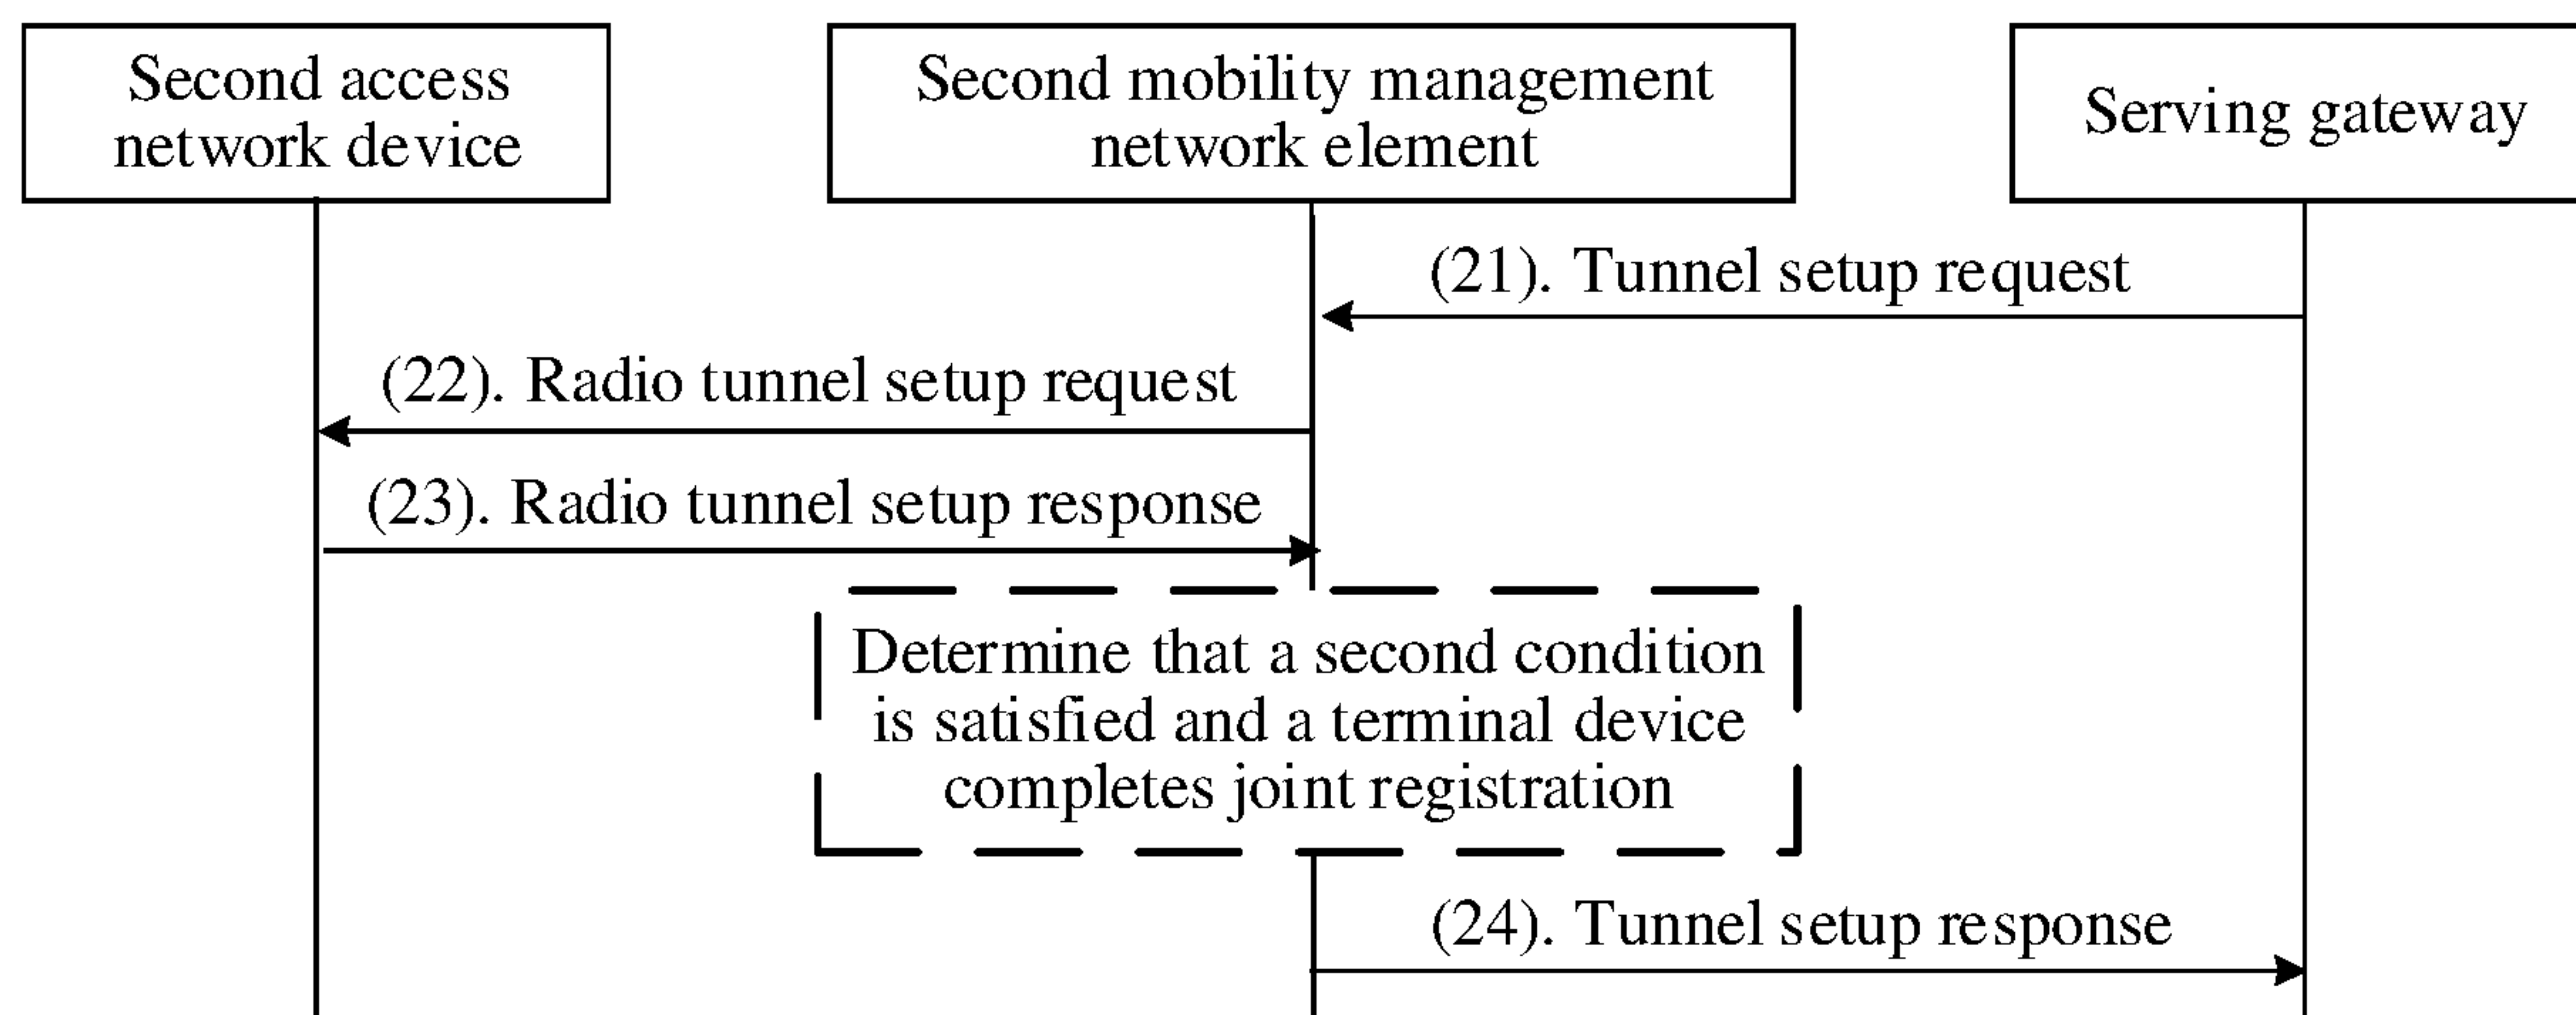 Second access
network device
Second mobility management
network element
Serving gateway
(21). Tunnel setup request
(22). Radio tunnel setup request
(23). Radio tunnel setup response
Determine that a second condition
is satisfied and a terminal device
completes joint registration
(24). Tunnel setup response